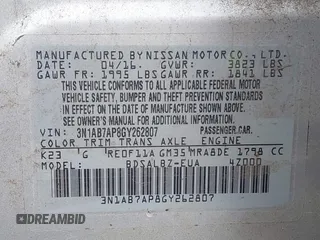 MANUFACTURED BY NISSAN MOTOR CO., LTD.
DATE: 04/16 GVWR: 3823 LBS
GAWR FR: 1995 LBS GAWR RR: 1841 LBS
THIS VEHICLE CONFORMS TO ALL APPLICABLE FEDERAL MOTOR
VEHICLE SAFETY, BUMPER AND THEFT PREVENTION STANDARDS
IN EFFECT ON THE DATE OF MANUFACTURE SHOWN ABOVE.
SEE OWNERS MANUAL FOR ADDITIONAL INFORMATION
VIN: 3N1AB7AP8GY262807 PASSENGER CAR.
COLOR TRIM TRANS AXLE ENGINE
K23 G RE0F11A GM35 MRA8DE 1798 CC
MODEL: BDSALBZ-EUA 4Z000
3N1AB7AP8GY262807
DREAMBID